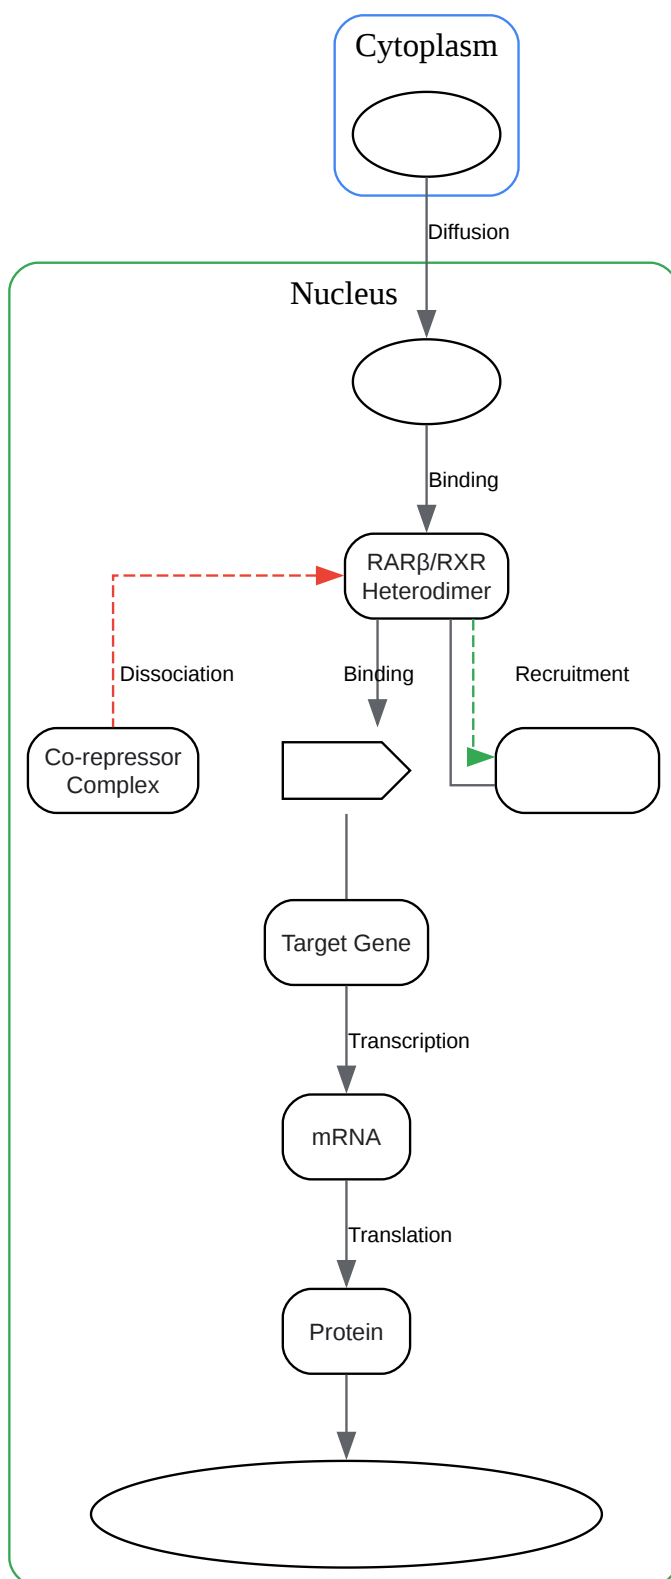 Cytoplasm
Diffusion
Nucleus
Binding
RARβ/RXR
Heterodimer
Dissociation
Binding
Recruitment
Co-repressor
Complex
Target Gene
Transcription
mRNA
Translation
Protein